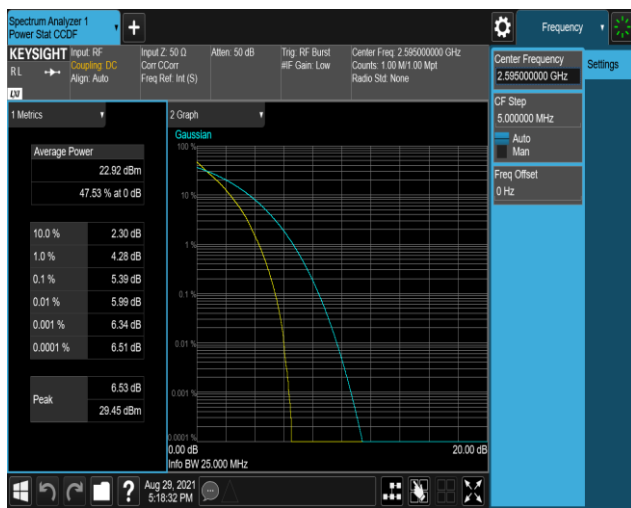 Spectrum Analyzer 1
Power Stat CCDF
Frequency
KEYSIGHT
RL
LXI
Input: RF
Coupling: DC
Align: Auto
Input Z: 50 Ω
Corr CCorr
Freq Ref: Int (S)
Atten: 50 dB
Trig: RF Burst
#IF Gain: Low
Center Freq: 2.595000000 GHz
Counts: 1.00 M/1.00 Mpt
Radio Std: None
Center Frequency
2.595000000 GHz
Settings
CF Step
5.000000 MHz
Auto
Man
Freq Offset
0 Hz
1 Metrics
Average Power
22.92 dBm
47.53 % at 0 dB
10.0 % 2.30 dB
1.0 % 4.28 dB
0.1 % 5.39 dB
0.01 % 5.99 dB
0.001 % 6.34 dB
0.0001 % 6.51 dB
Peak
6.53 dB
29.45 dBm
2 Graph
Gaussian
100 %
10 %
1 %
0.1 %
0.01 %
0.001 %
0.0001 %
0.00 dB 20.00 dB
Info BW 25.000 MHz
Aug 29, 2021
5:18:32 PM